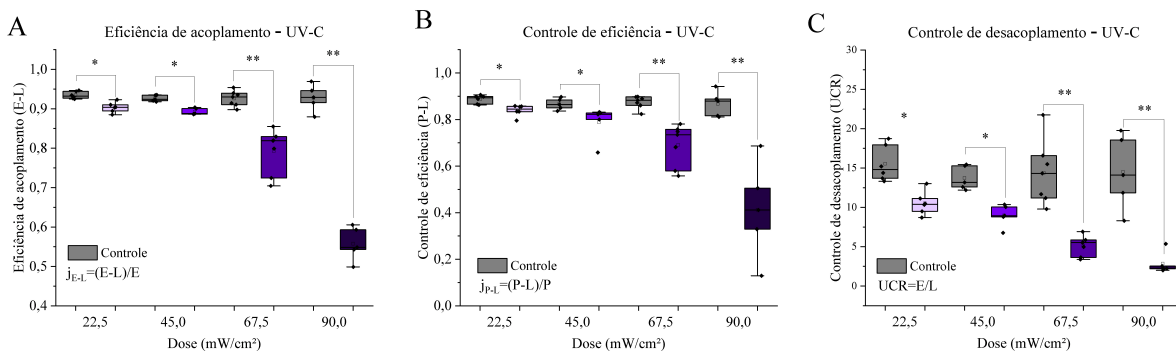 A
Eficiência de acoplamento - UV-C
Eficiência de acoplamento (E-L)
1,0
0,9
0,8
0,7
0,6
0,5
0,4
*
*
**
**
Controle
jE-L=(E-L)/E
22,5
45,0
67,5
90,0
Dose (mW/cm²)
B
Controle de eficiência - UV-C
Controle de eficiência (P-L)
1,0
0,8
0,6
0,4
0,2
0,0
*
*
**
**
Controle
jP-L=(P-L)/P
22,5
45,0
67,5
90,0
Dose (mW/cm²)
C
Controle de desacoplamento - UV-C
Controle de desacoplamento (UCR)
30
25
20
15
10
5
0
*
*
**
**
Controle
UCR=E/L
22,5
45,0
67,5
90,0
Dose (mW/cm²)